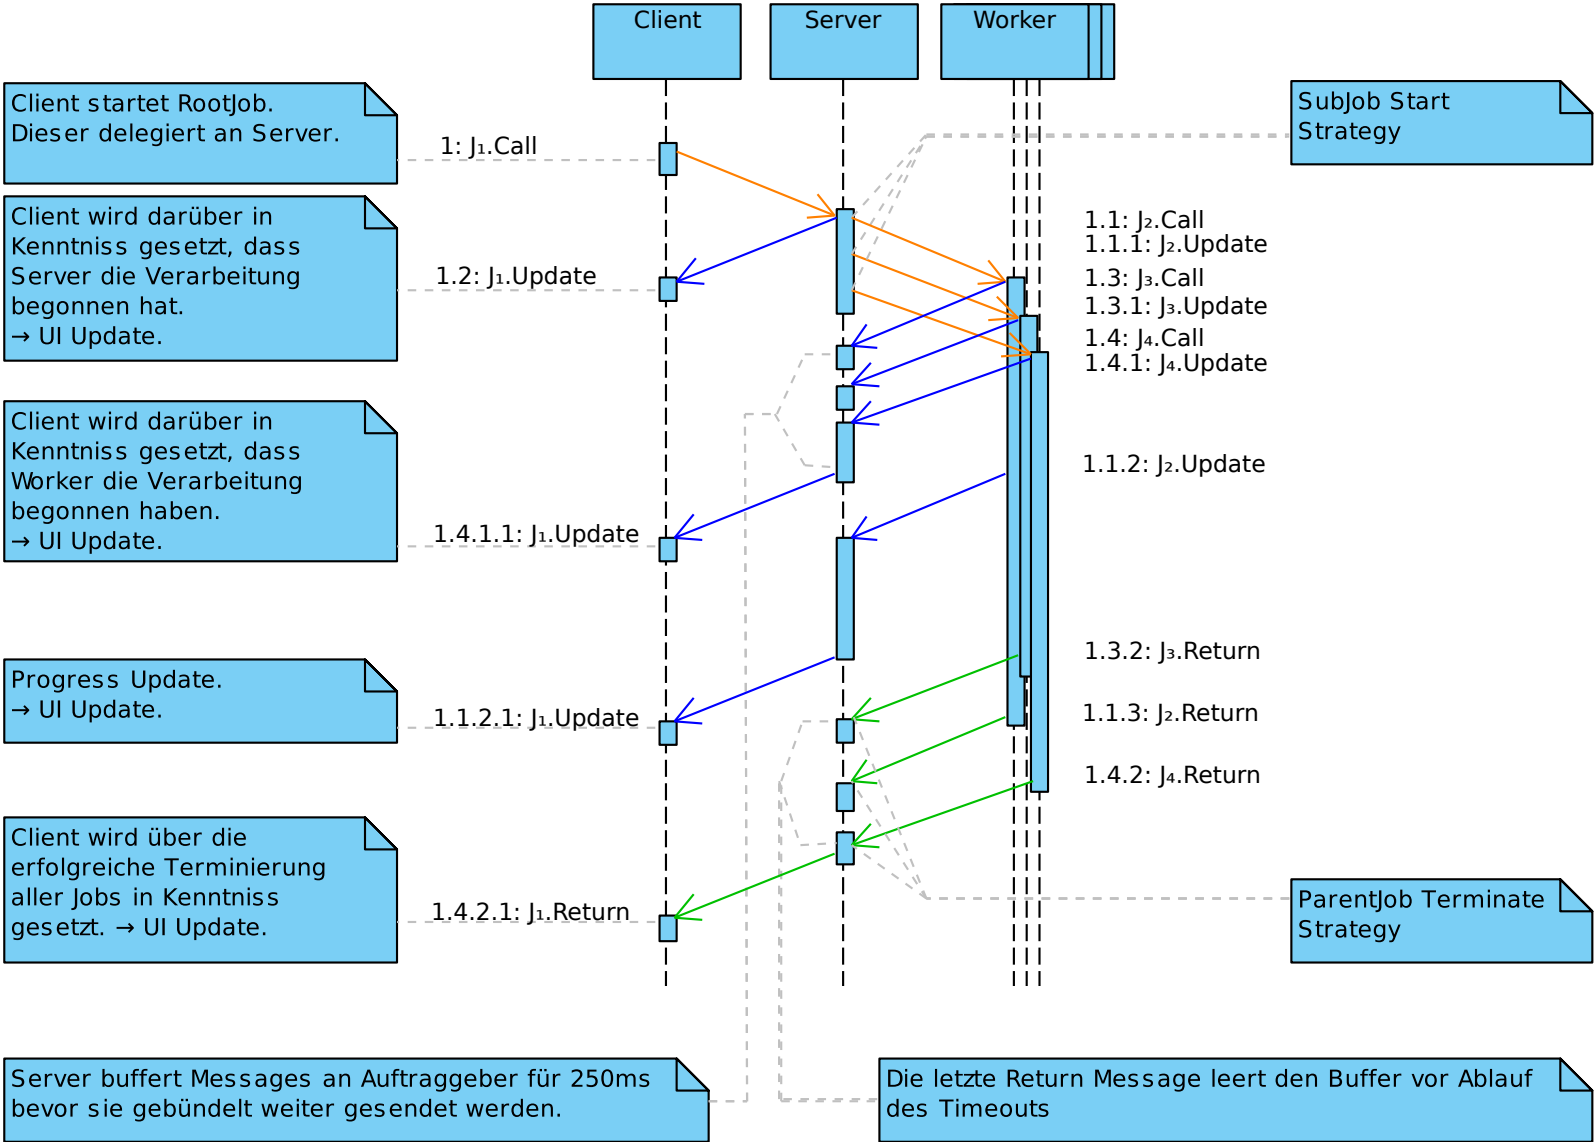 Client
Server
Worker
Client startet RootJob.
Dieser delegiert an Server.
1: J₁.Call
SubJob Start
Strategy
Client wird darüber in
Kenntniss gesetzt, dass
Server die Verarbeitung
begonnen hat.
→ UI Update.
1.2: J₁.Update
1.1: J₂.Call
1.1.1: J₂.Update
1.3: J₃.Call
1.3.1: J₃.Update
1.4: J₄.Call
1.4.1: J₄.Update
Client wird darüber in
Kenntniss gesetzt, dass
Worker die Verarbeitung
begonnen haben.
→ UI Update.
1.1.2: J₂.Update
1.4.1.1: J₁.Update
Progress Update.
→ UI Update.
1.3.2: J₃.Return
1.1.2.1: J₁.Update
1.1.3: J₂.Return
1.4.2: J₄.Return
Client wird über die
erfolgreiche Terminierung
aller Jobs in Kenntniss
gesetzt. → UI Update.
1.4.2.1: J₁.Return
ParentJob Terminate
Strategy
Server buffert Messages an Auftraggeber für 250ms
bevor sie gebündelt weiter gesendet werden.
Die letzte Return Message leert den Buffer vor Ablauf
des Timeouts